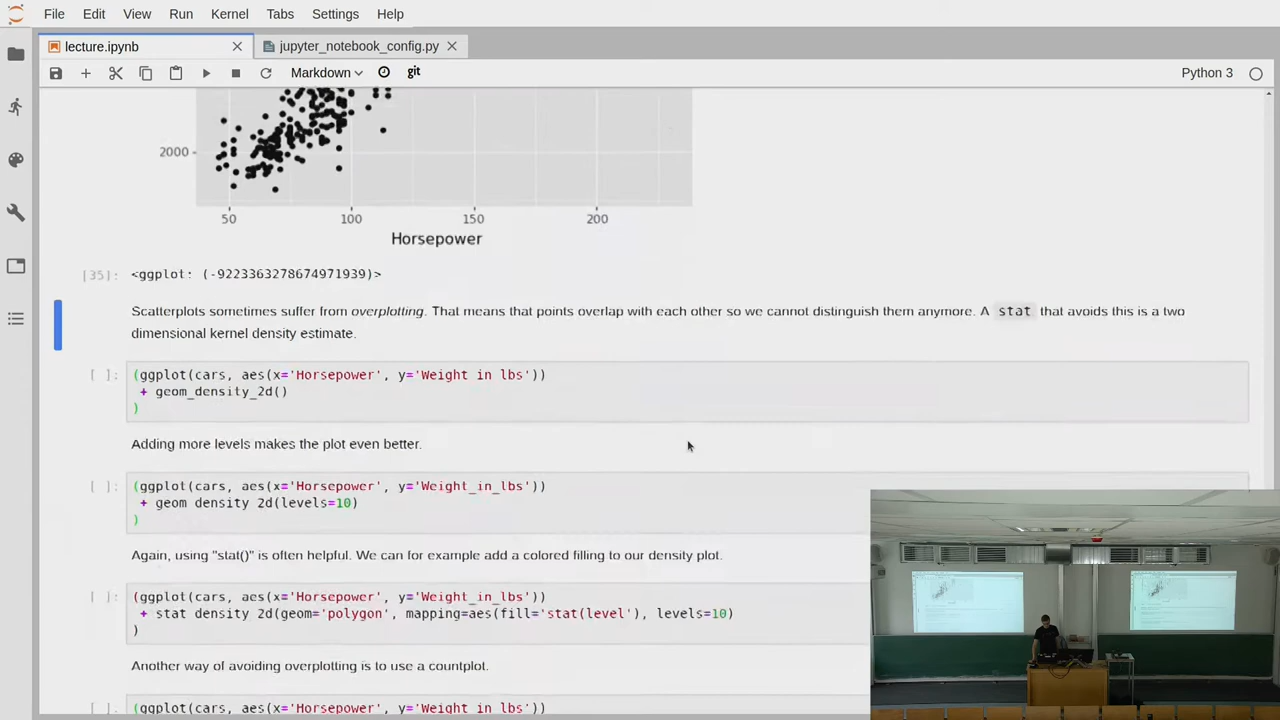 File Edit View Run Kernel Tabs Settings Help
lecture.ipynb
jupyter_notebook_config.py
Markdown
git
Python 3
2000
50 100 150 200
Horsepower
[35]: <ggplot: (-9223363278674971939)>
Scatterplots sometimes suffer from overplotting. That means that points overlap with each other so we cannot distinguish them anymore. A stat that avoids this is a two
dimensional kernel density estimate.
[ ]: (ggplot(cars, aes(x='Horsepower', y='Weight_in_lbs'))
+ geom_density_2d()
)
Adding more levels makes the plot even better.
[ ]: (ggplot(cars, aes(x='Horsepower', y='Weight_in_lbs'))
+ geom_density_2d(levels=10)
)
Again, using "stat()" is often helpful. We can for example add a colored filling to our density plot.
[ ]: (ggplot(cars, aes(x='Horsepower', y='Weight_in_lbs'))
+ stat_density_2d(geom='polygon', mapping=aes(fill='stat(level'), levels=10)
)
Another way of avoiding overplotting is to use a countplot.
[ ]: (ggplot(cars, aes(x='Horsepower', y='Weight_in_lbs'))